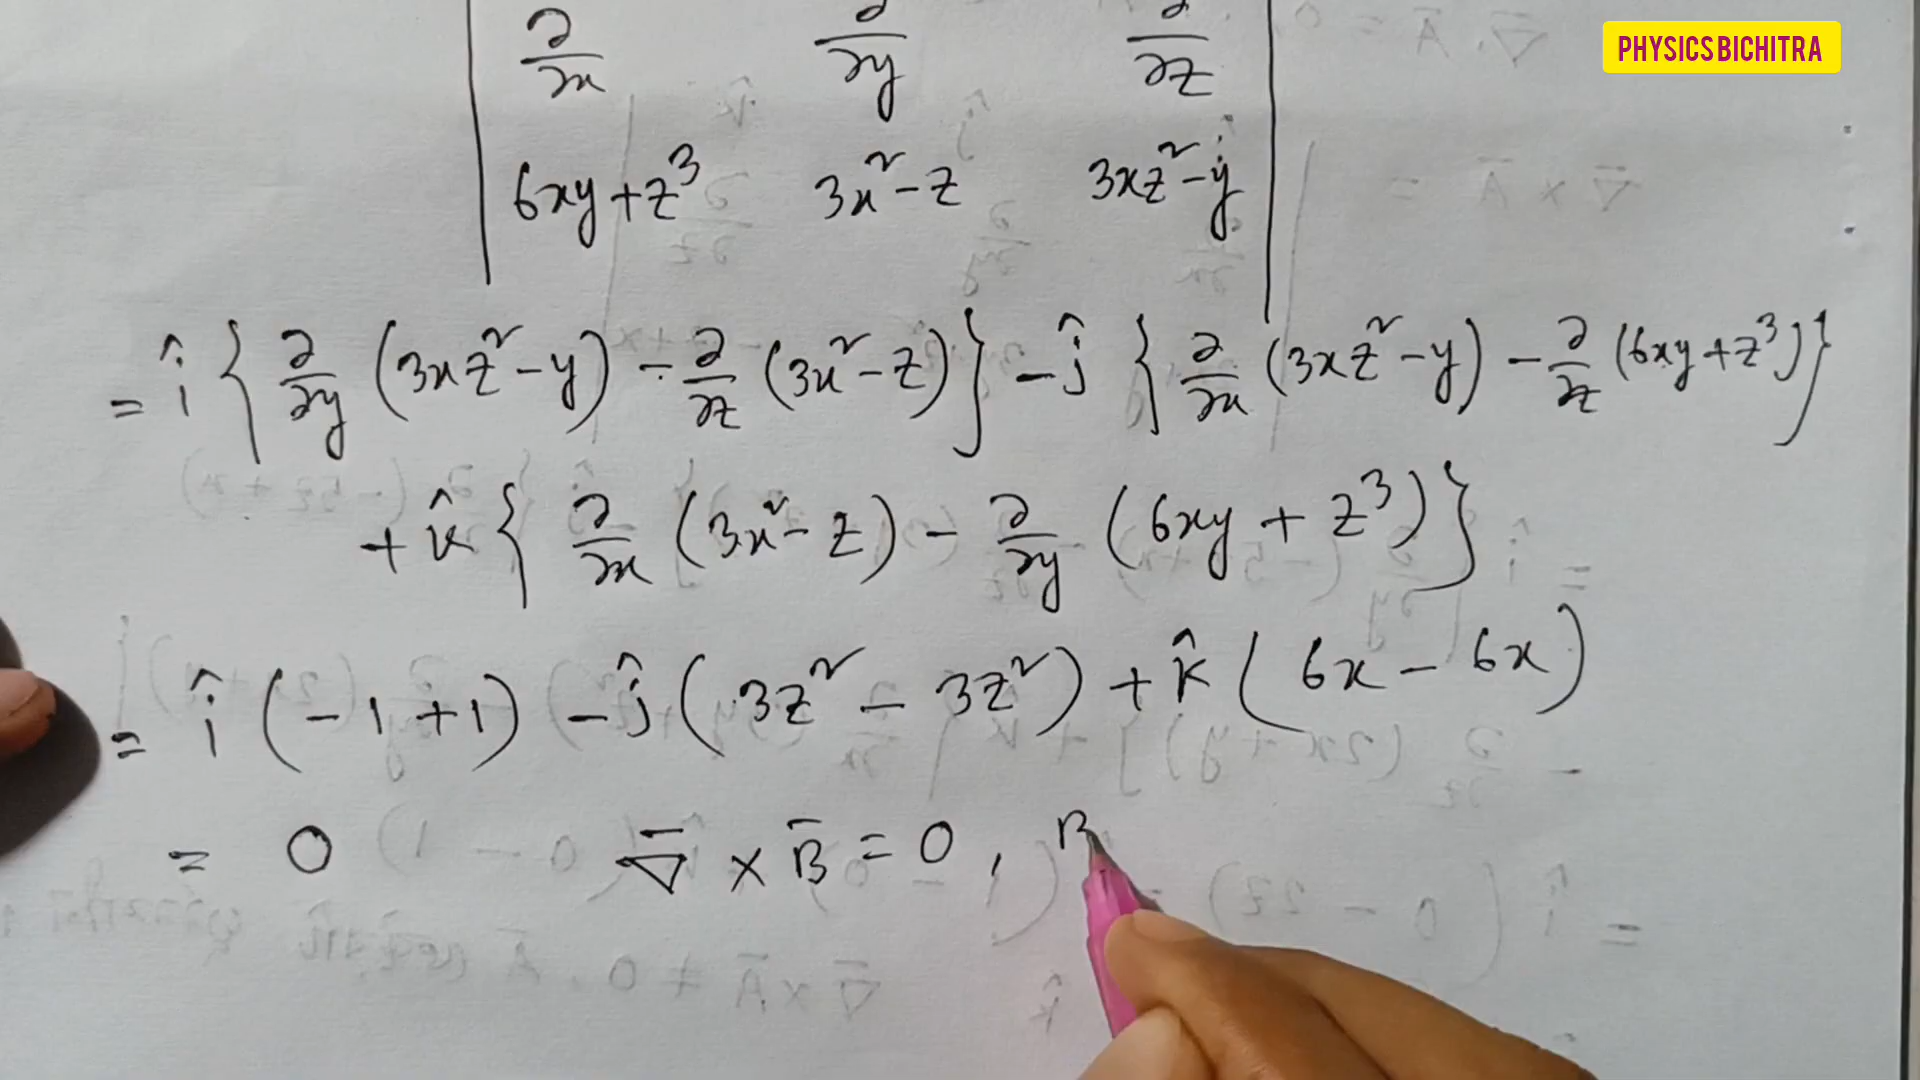 PHYSICS BICHITRA
∂/∂x ∂/∂y ∂/∂z
6xy+z³ 3x²-z 3xz²-y
= î { ∂/∂y (3xz²-y) - ∂/∂z (3x²-z) } - ĵ { ∂/∂x (3xz²-y) - ∂/∂z (6xy+z³) }
+ k̂ { ∂/∂x (3x²-z) - ∂/∂y (6xy+z³) }
= î (-1+1) - ĵ (3z² - 3z²) + k̂ (6x - 6x)
= 0 ∇̄ × B̄ = 0, B